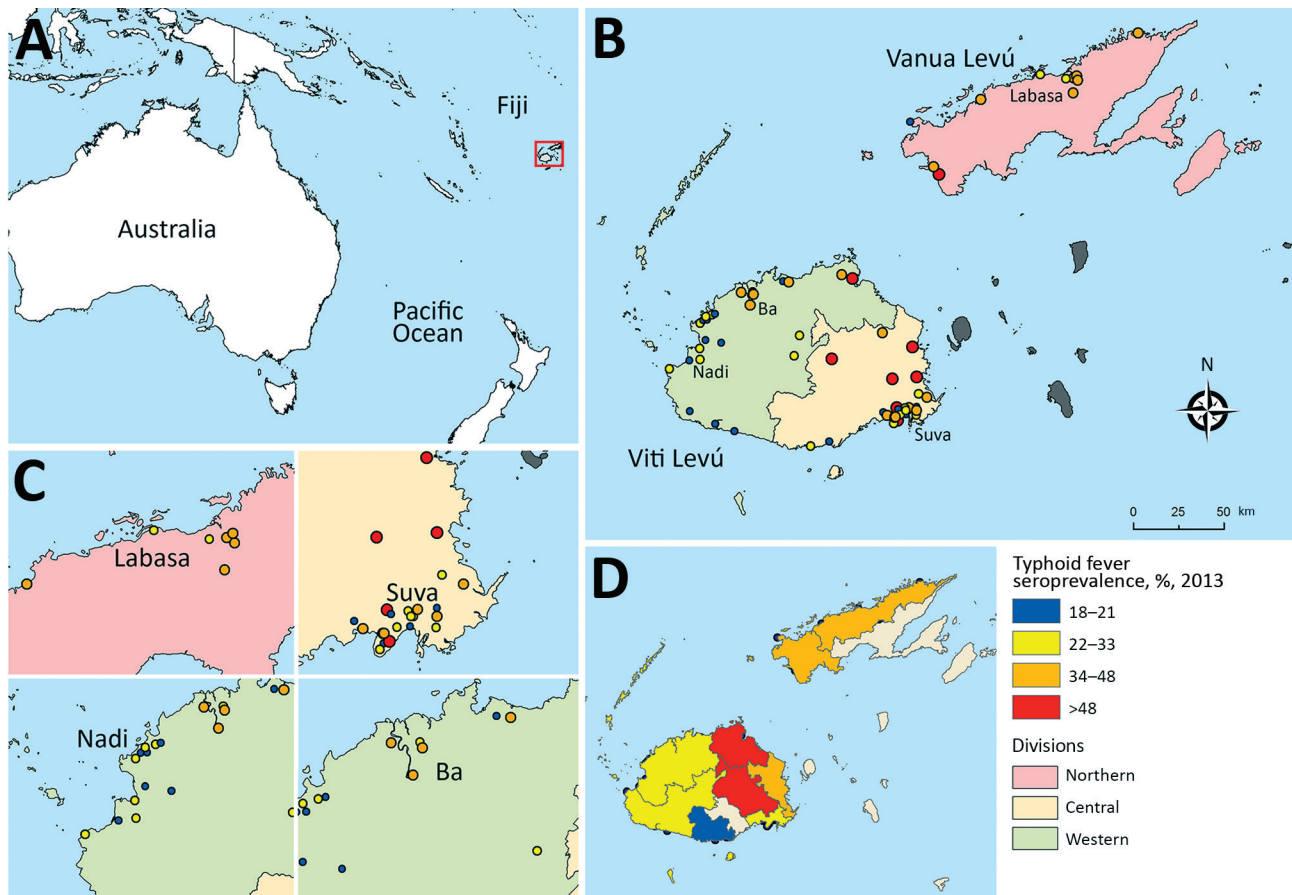 A
Fiji
Australia
Pacific
Ocean
B
Vanua Levú
Labasa
Ba
Nadi
Suva
Viti Levú
N
0 25 50 km
C
Labasa
Suva
Nadi
Ba
D
Typhoid fever
seroprevalence, %, 2013
18–21
22–33
34–48
>48
Divisions
Northern
Central
Western